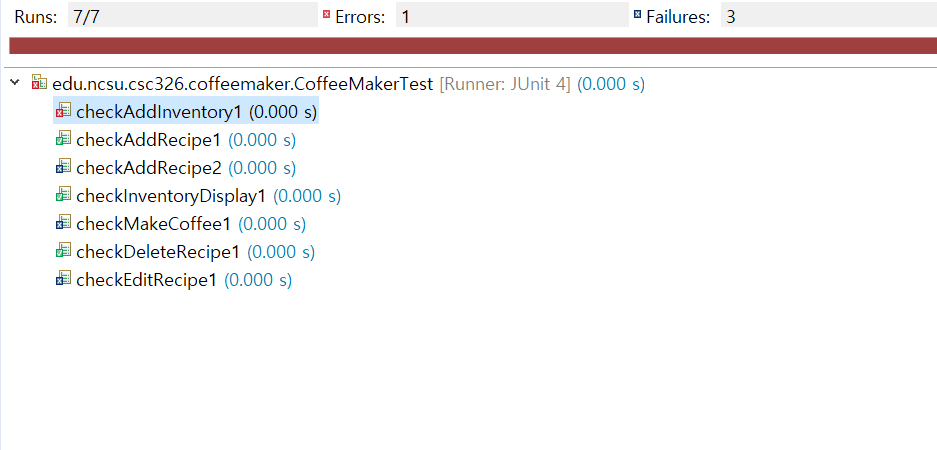 Runs: 7/7 Errors: 1 Failures: 3
edu.ncsu.csc326.coffeemaker.CoffeeMakerTest [Runner: JUnit 4] (0.000 s)
checkAddInventory1 (0.000 s)
checkAddRecipe1 (0.000 s)
checkAddRecipe2 (0.000 s)
checkInventoryDisplay1 (0.000 s)
checkMakeCoffee1 (0.000 s)
checkDeleteRecipe1 (0.000 s)
checkEditRecipe1 (0.000 s)